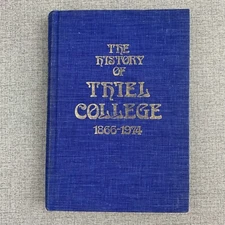 THE
HISTORY
OF
THIEL
COLLEGE
1866-1974